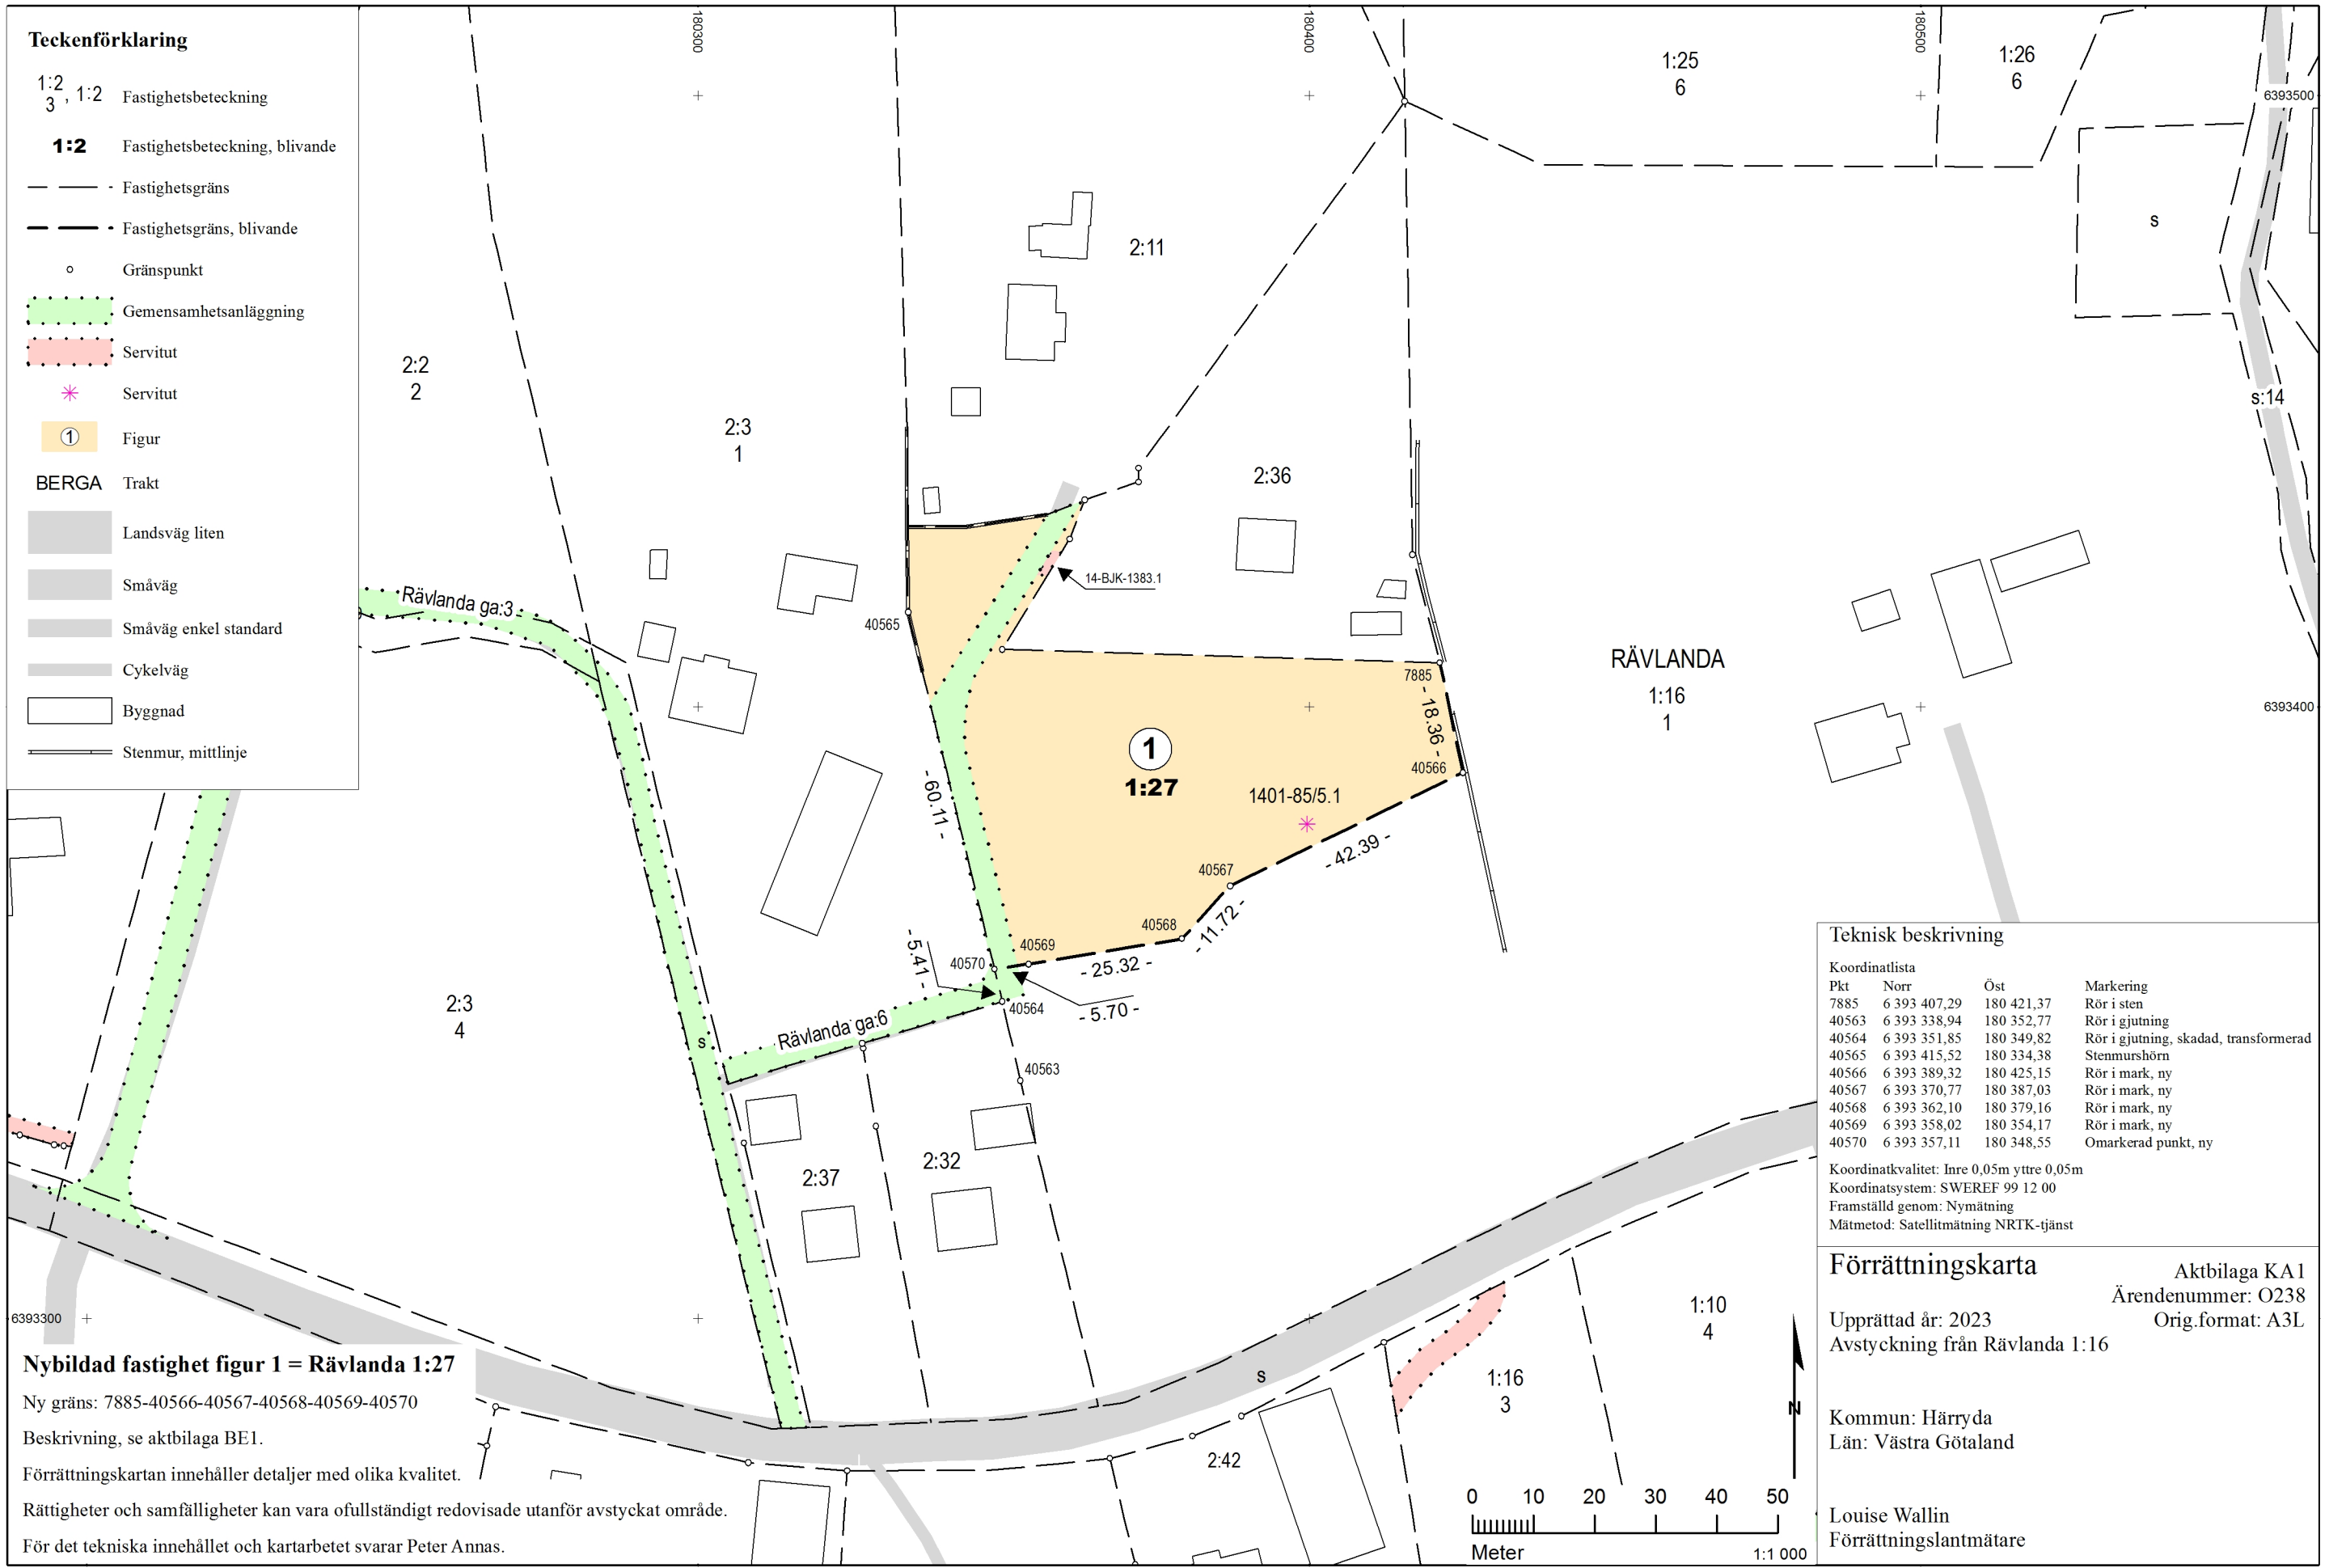 Teckenförklaring
1:2
3 , 1:2 Fastighetsbeteckning
1:2 Fastighetsbeteckning, blivande
Fastighetsgräns
Fastighetsgräns, blivande
Gränspunkt
Gemensamhetsanläggning
Servitut
Servitut
1 Figur
BERGA Trakt
Landsväg liten
Småväg
Småväg enkel standard
Cykelväg
Byggnad
Stenmur, mittlinje
180300
180400
180500
6393500
6393400
6393300
1:25
6
1:26
6
s
s:14
2:11
2:2
2
2:3
1
2:36
14-BJK-1383.1
Rävlanda ga:3
40565
7885
- 18.36 -
40566
RÄVLANDA
1:16
1
1
1:27
1401-85/5.1
- 60.11 -
- 42.39 -
40567
40568
- 11.72 -
40569
- 25.32 -
40570
- 5.41 -
- 5.70 -
40564
2:3
4
s
Rävlanda ga:6
40563
2:37
2:32
s
1:10
4
1:16
3
2:42
Teknisk beskrivning
Koordinatlista
Pkt Norr Öst Markering
7885 6 393 407,29 180 421,37 Rör i sten
40563 6 393 338,94 180 352,77 Rör i gjutning
40564 6 393 351,85 180 349,82 Rör i gjutning, skadad, transformerad
40565 6 393 415,52 180 334,38 Stenmurshörn
40566 6 393 389,32 180 425,15 Rör i mark, ny
40567 6 393 370,77 180 387,03 Rör i mark, ny
40568 6 393 362,10 180 379,16 Rör i mark, ny
40569 6 393 358,02 180 354,17 Rör i mark, ny
40570 6 393 357,11 180 348,55 Omarkerad punkt, ny
Koordinatkvalitet: Inre 0,05m yttre 0,05m
Koordinatsystem: SWEREF 99 12 00
Framställd genom: Nymätning
Mätmetod: Satellitmätning NRTK-tjänst
Förrättningskarta
Aktbilaga KA1
Ärendenummer: O238
Upprättad år: 2023 Orig.format: A3L
Avstyckning från Rävlanda 1:16
Kommun: Härryda
Län: Västra Götaland
Louise Wallin
Förrättningslantmätare
N
0 10 20 30 40 50
Meter 1:1 000
Nybildad fastighet figur 1 = Rävlanda 1:27
Ny gräns: 7885-40566-40567-40568-40569-40570
Beskrivning, se aktbilaga BE1.
Förrättningskartan innehåller detaljer med olika kvalitet.
Rättigheter och samfälligheter kan vara ofullständigt redovisade utanför avstyckat område.
För det tekniska innehållet och kartarbetet svarar Peter Annas.